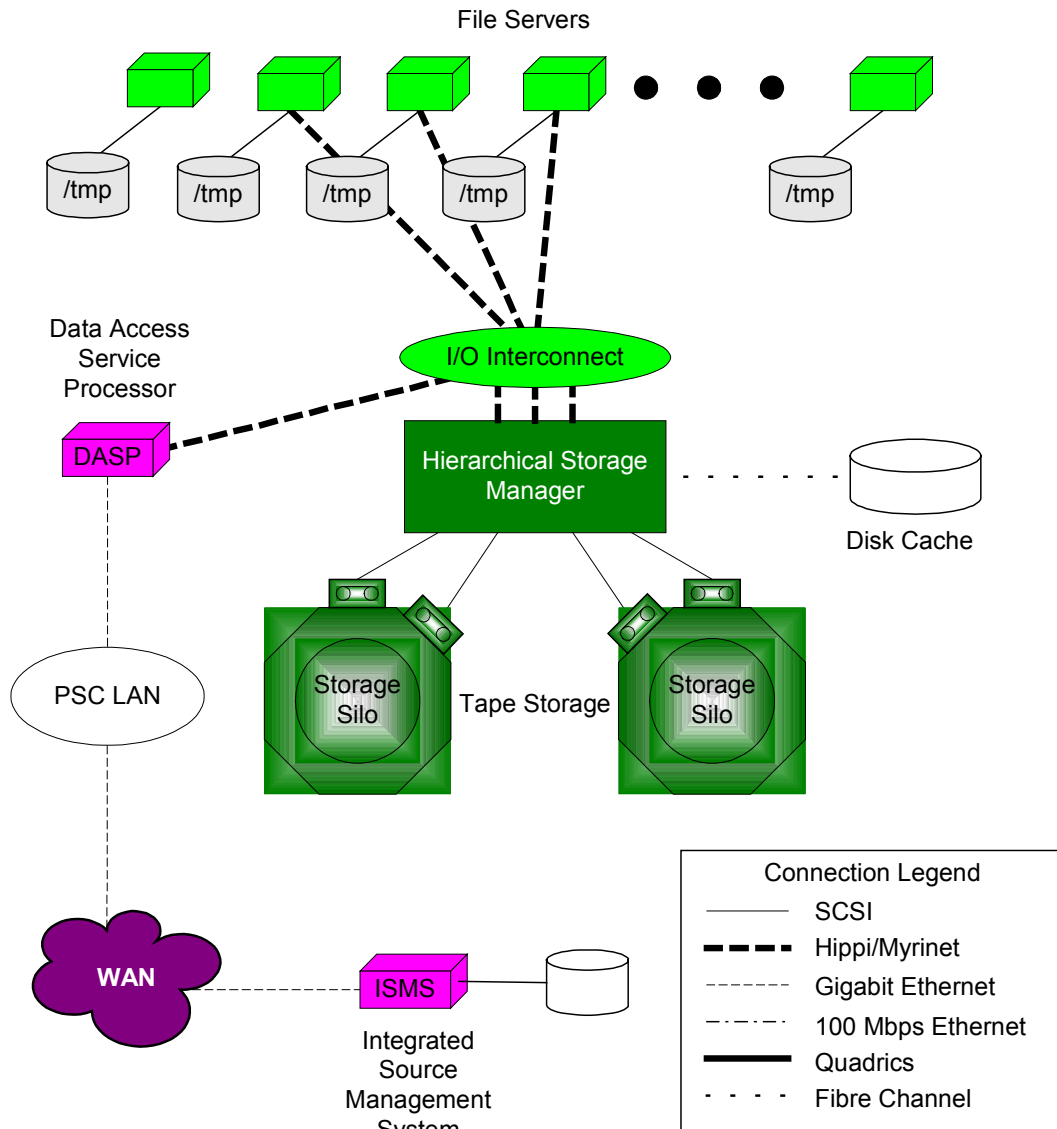 File Servers
/tmp
/tmp
/tmp
/tmp
/tmp
Data Access
Service
Processor
I/O Interconnect
DASP
Hierarchical Storage
Manager
Disk Cache
PSC LAN
Storage
Silo
Tape Storage
Storage
Silo
WAN
ISMS
Integrated
Source
Management
System
Connection Legend
SCSI
Hippi/Myrinet
Gigabit Ethernet
100 Mbps Ethernet
Quadrics
Fibre Channel